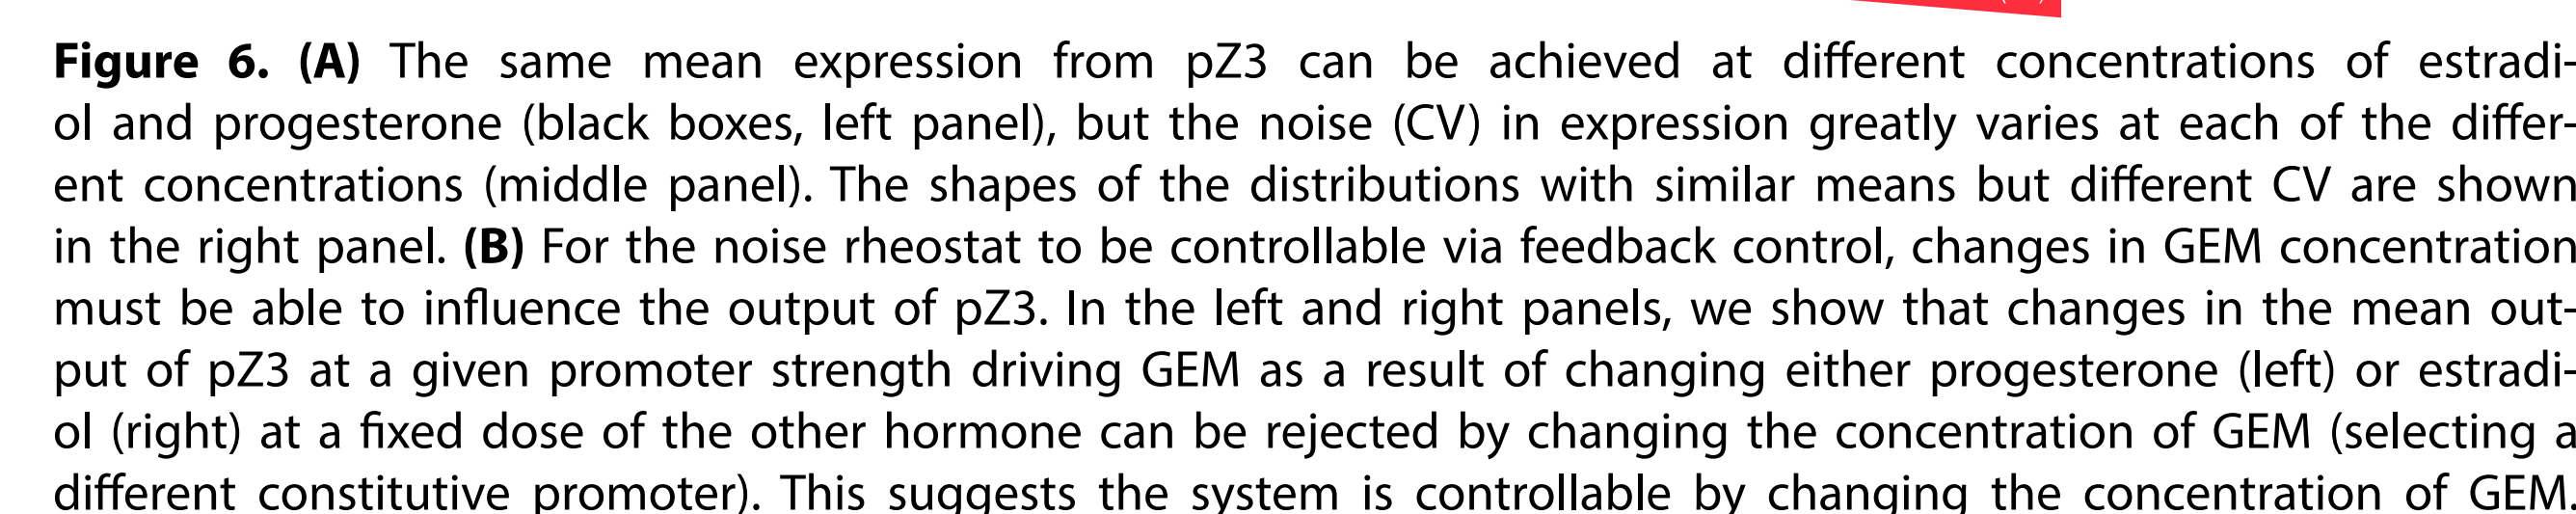 Figure 6. (A) The same mean expression from pZ3 can be achieved at different concentrations of estradi-
ol and progesterone (black boxes, left panel), but the noise (CV) in expression greatly varies at each of the differ-
ent concentrations (middle panel). The shapes of the distributions with similar means but different CV are shown
in the right panel. (B) For the noise rheostat to be controllable via feedback control, changes in GEM concentration
must be able to influence the output of pZ3. In the left and right panels, we show that changes in the mean out-
put of pZ3 at a given promoter strength driving GEM as a result of changing either progesterone (left) or estradi-
ol (right) at a fixed dose of the other hormone can be rejected by changing the concentration of GEM (selecting a
different constitutive promoter). This suggests the system is controllable by changing the concentration of GEM.